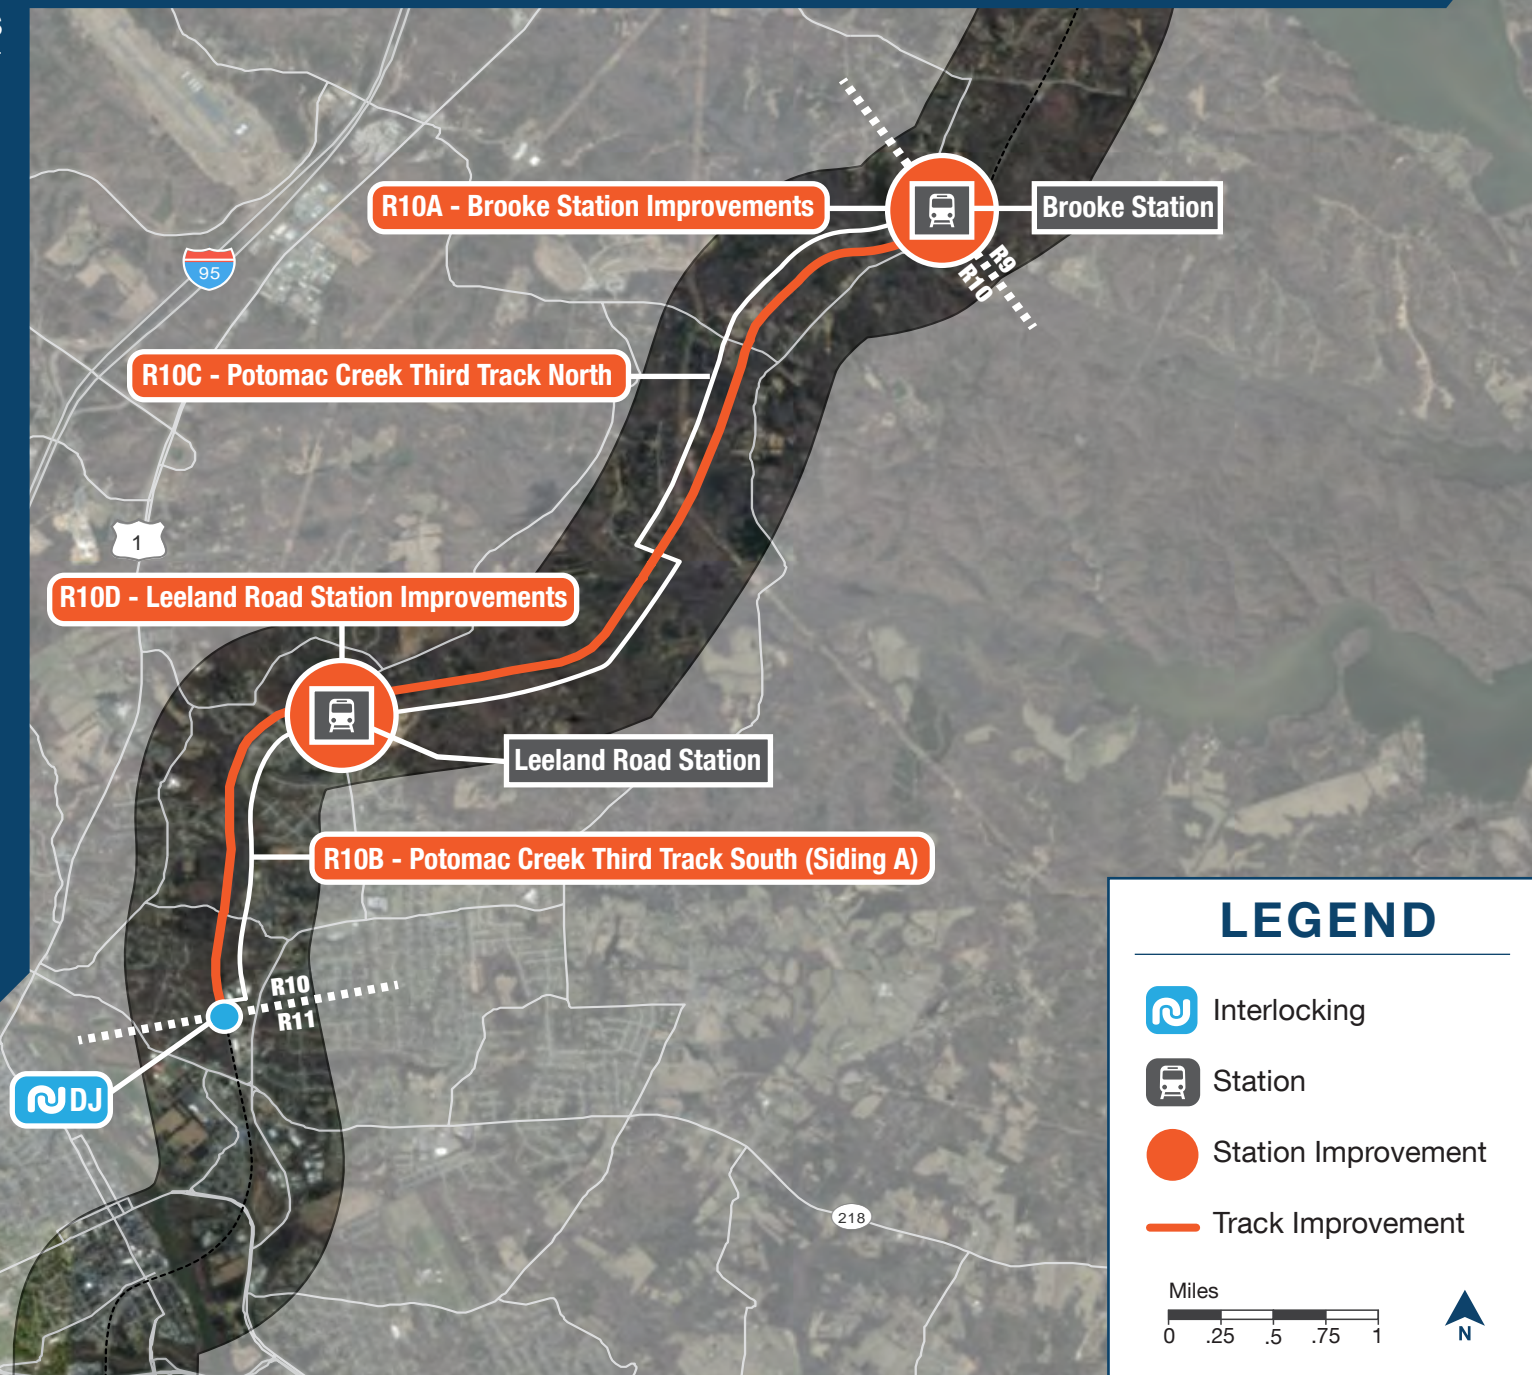 R10A - Brooke Station Improvements
Brooke Station
R9
R10
95
R10C - Potomac Creek Third Track North
1
R10D - Leeland Road Station Improvements
Leeland Road Station
R10B - Potomac Creek Third Track South (Siding A)
R10
R11
DJ
218
LEGEND
Interlocking
Station
Station Improvement
Track Improvement
Miles
0 .25 .5 .75 1
N